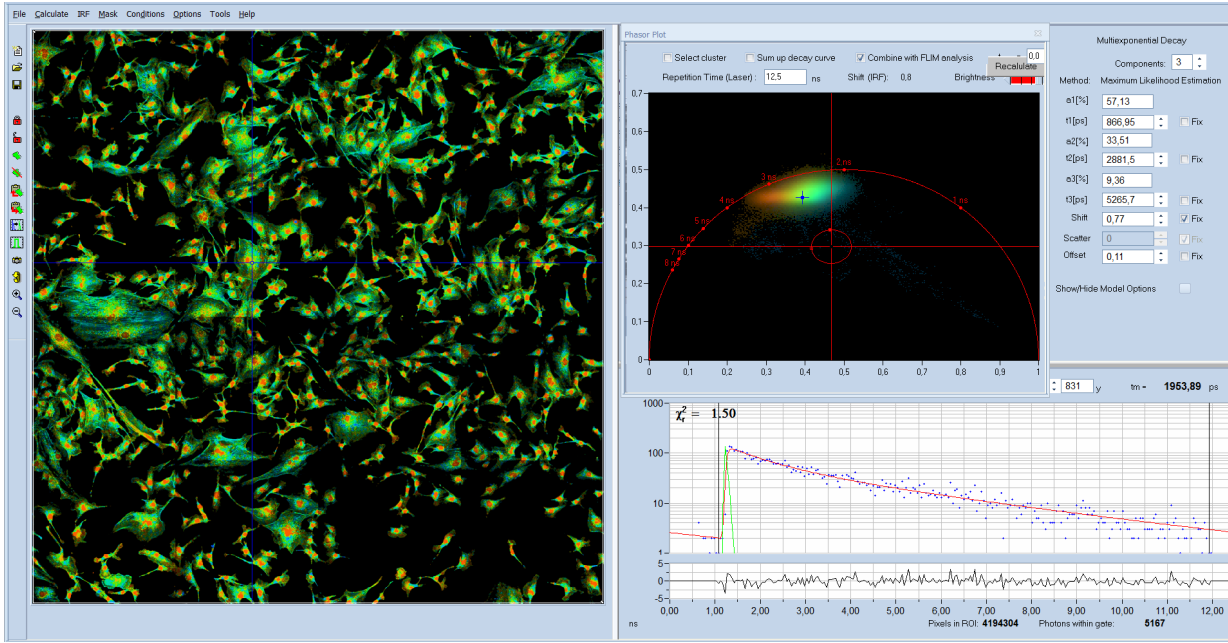 File Calculate IRF Mask Conditions Options Tools Help
Phasor Plot
Select cluster Sum up decay curve Combine with FLIM analysis 0,0
Recalulate
Repetition Time (Laser) : 12,5 ns Shift (IRF): 0,8 Brightness
0,7
0,6
0,5
0,4
0,3
0,2
0,1
0
0 0,1 0,2 0,3 0,4 0,5 0,6 0,7 0,8 0,9 1
1 ns
2 ns
3 ns
4 ns
5 ns
6 ns
7 ns
8 ns
Multiexponential Decay
Components: 3
Method: Maximum Likelihood Estimation
a1[%] 57,13
t1[ps] 866,95 Fix
a2[%] 33,51
t2[ps] 2881,5 Fix
a3[%] 9,36
t3[ps] 5265,7 Fix
Shift 0,77 Fix
Scatter 0 Fix
Offset 0,11 Fix
Show/Hide Model Options
831 y tm = 1953,89 ps
χr² = 1.50
1000
100
10
1
5
0
-5
0,00 1,00 2,00 3,00 4,00 5,00 6,00 7,00 8,00 9,00 10,00 11,00 12,00
ns Pixels in ROI: 4194304 Photons within gate: 5167